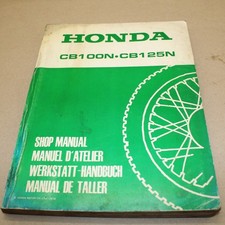 HONDA
CB100N·CB125N
SHOP MANUAL
MANUEL D'ATELIER
WERKSTATT-HANDBUCH
MANUAL DE TALLER